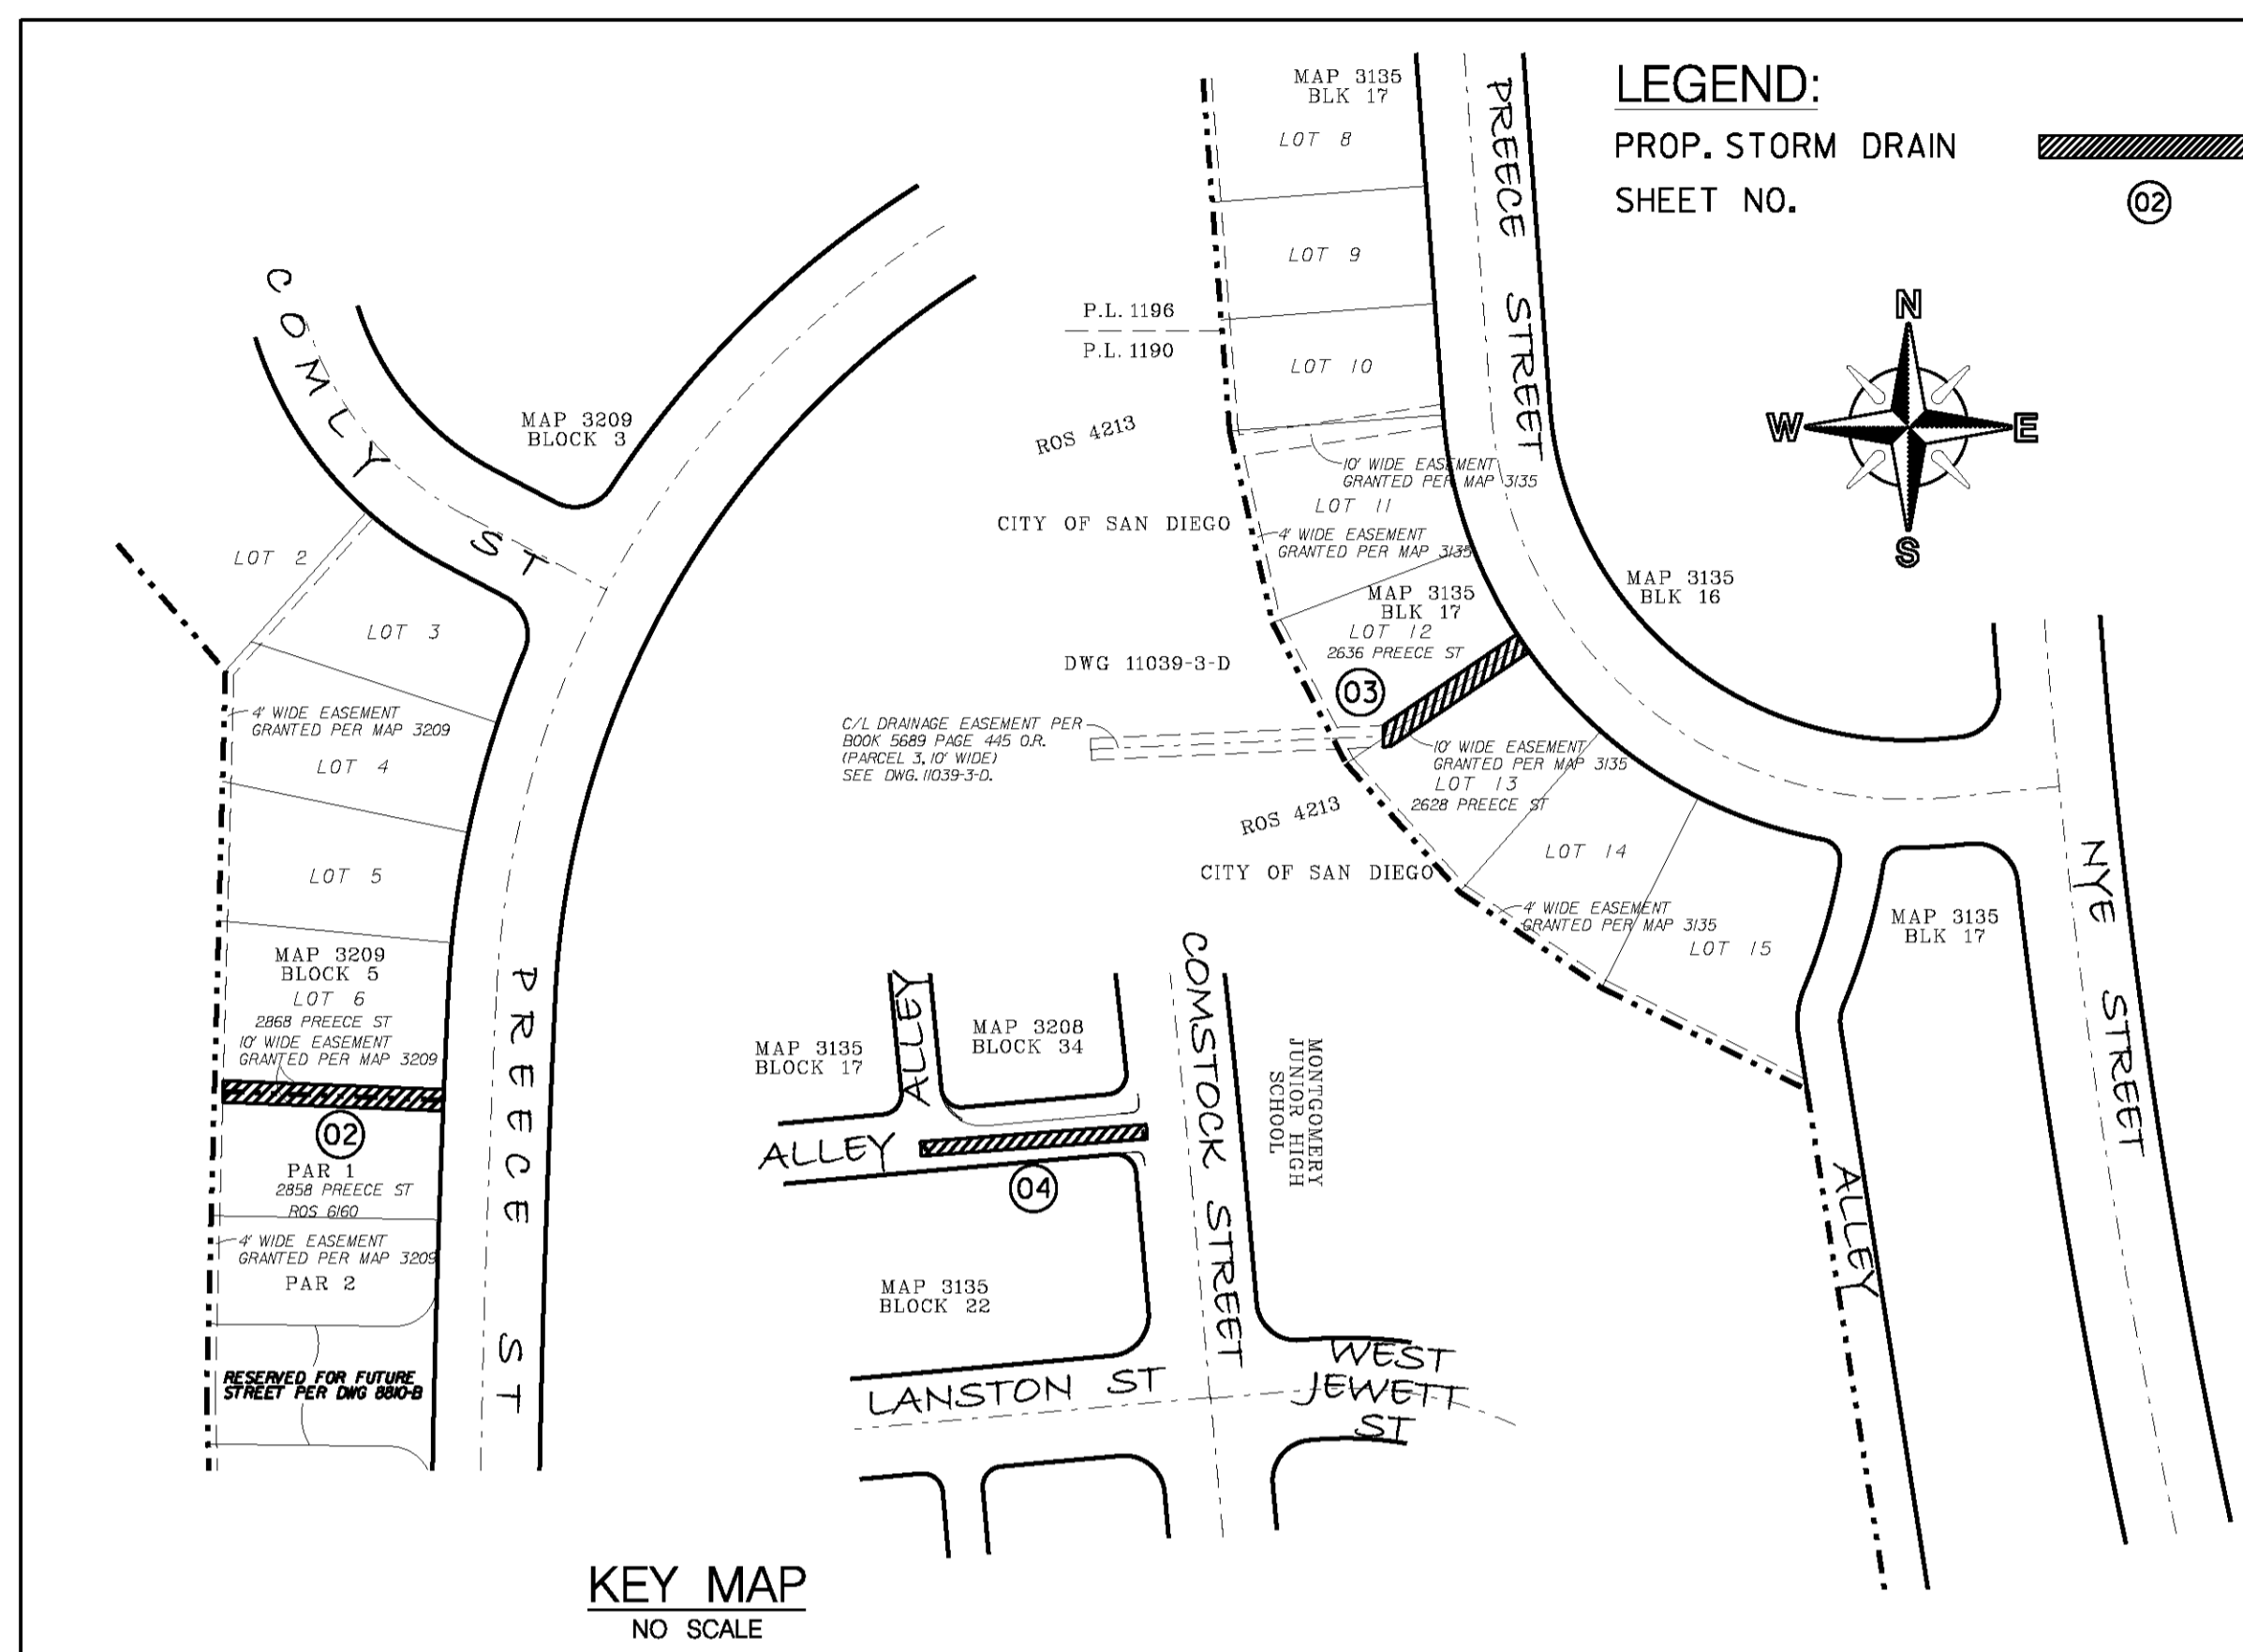 LEGEND:
PROP. STORM DRAIN
SHEET NO.
02
N
W
E
S
COMLY ST
MAP 3209
BLOCK 3
LOT 2
LOT 3
4' WIDE EASEMENT
GRANTED PER MAP 3209
LOT 4
LOT 5
MAP 3209
BLOCK 5
LOT 6
2868 PREECE ST
10' WIDE EASEMENT
GRANTED PER MAP 3209
02
PAR 1
2858 PREECE ST
ROS 6160
4' WIDE EASEMENT
GRANTED PER MAP 3209
PAR 2
RESERVED FOR FUTURE
STREET PER DWG 8810-B
PREECE ST
MAP 3135
BLK 17
LOT 8
LOT 9
P.L. 1196
P.L. 1190
LOT 10
ROS 4213
10' WIDE EASEMENT
GRANTED PER MAP 3135
LOT 11
CITY OF SAN DIEGO
4' WIDE EASEMENT
GRANTED PER MAP 3135
MAP 3135
BLK 17
LOT 12
2636 PREECE ST
DWG 11039-3-D
03
C/L DRAINAGE EASEMENT PER
BOOK 5689 PAGE 445 O.R.
(PARCEL 3, 10' WIDE)
SEE DWG. 11039-3-D.
10' WIDE EASEMENT
GRANTED PER MAP 3135
LOT 13
2628 PREECE ST
ROS 4213
CITY OF SAN DIEGO
LOT 14
4' WIDE EASEMENT
GRANTED PER MAP 3135
LOT 15
PREECE STREET
MAP 3135
BLK 16
MAP 3135
BLK 17
NYE STREET
ALLEY
MAP 3135
BLOCK 17
ALLEY
MAP 3208
BLOCK 34
ALLEY
04
COMSTOCK STREET
MONTGOMERY
JUNIOR HIGH
SCHOOL
MAP 3135
BLOCK 22
LANSTON ST
WEST
JEWETT
ST
KEY MAP
NO SCALE